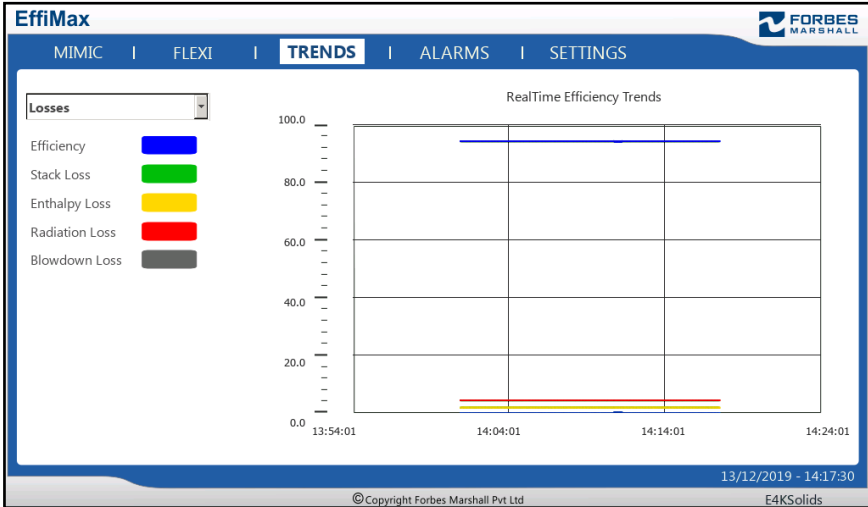 EffiMax
FORBES
MARSHALL
MIMIC | FLEXI | TRENDS | ALARMS | SETTINGS
Losses
Efficiency
Stack Loss
Enthalpy Loss
Radiation Loss
Blowdown Loss
RealTime Efficiency Trends
100.0
80.0
60.0
40.0
20.0
0.0
13:54:01 14:04:01 14:14:01 14:24:01
13/12/2019 - 14:17:30
©Copyright Forbes Marshall Pvt Ltd
E4KSolids